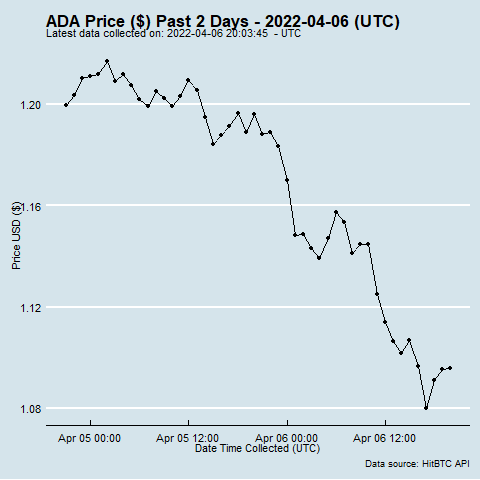 ADA Price ($) Past 2 Days - 2022-04-06 (UTC)
Latest data collected on: 2022-04-06 20:03:45  - UTC
1.20
1.16
1.12
1.08
Price USD ($)
Apr 05 00:00 Apr 05 12:00 Apr 06 00:00 Apr 06 12:00
Date Time Collected (UTC)
Data source: HitBTC API